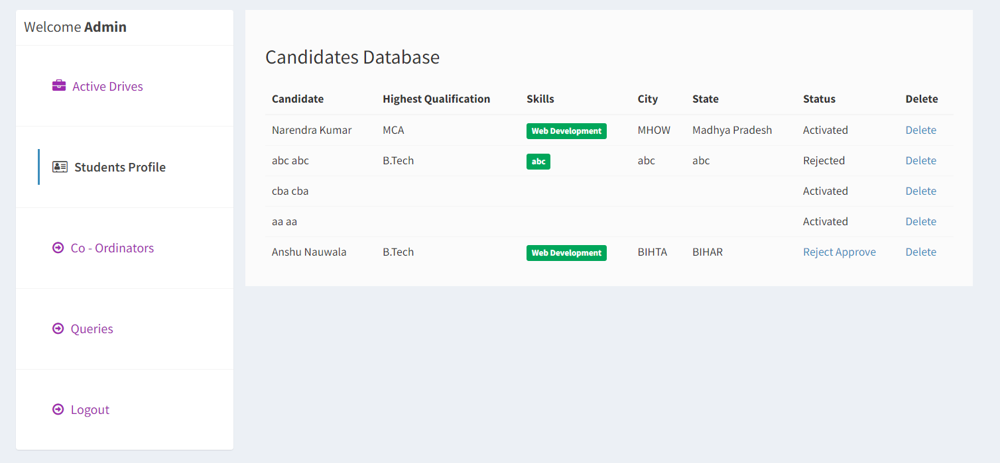 Welcome Admin
Active Drives
Students Profile
Co - Ordinators
Queries
Logout
Candidates Database
Candidate Highest Qualification Skills City State Status Delete
Narendra Kumar MCA Web Development MHOW Madhya Pradesh Activated Delete
abc abc B.Tech abc abc abc Rejected Delete
cba cba Activated Delete
aa aa Activated Delete
Anshu Nauwala B.Tech Web Development BIHTA BIHAR Reject Approve Delete